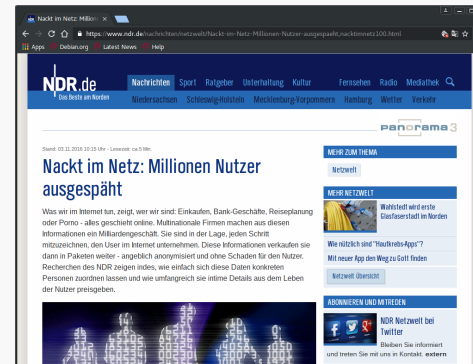 Nackt im Netz: Million
https://www.ndr.de/nachrichten/netzwelt/Nackt-im-Netz-Millionen-Nutzer-ausgespaeht,nacktimnetz100.html
Apps Debian.org Latest News Help
NDR.de
Das Beste am Norden
Nachrichten Sport Ratgeber Unterhaltung Kultur Fernsehen Radio Mediathek
Niedersachsen Schleswig-Holstein Mecklenburg-Vorpommern Hamburg Wetter Verkehr
PANorama3
Stand: 03.11.2016 10:15 Uhr - Lesezeit: ca.5 Min.
Nackt im Netz: Millionen Nutzer
ausgespäht
Was wir im Internet tun, zeigt, wer wir sind: Einkaufen, Bank-Geschäfte, Reiseplanung
oder Porno - alles geschieht online. Multinationale Firmen machen aus diesen
Informationen ein Milliardengeschäft. Sie sind in der Lage, jeden Schritt
mitzuzeichnen, den User im Internet unternehmen. Diese Informationen verkaufen sie
dann in Paketen weiter - angeblich anonymisiert und ohne Schaden für den Nutzer.
Recherchen des NDR zeigen indes, wie einfach sich diese Daten konkreten
Personen zuordnen lassen und wie umfangreich sie intime Details aus dem Leben
der Nutzer preisgeben.
MEHR ZUM THEMA
Netzwelt
MEHR NETZWELT
Wahlstedt wird erste
Glasfaserstadt im Norden
Wie nützlich sind "Hautkrebs-Apps"?
Mit neuer App den Weg zu Gott finden
Netzwelt Übersicht
ABONNIEREN UND MITREDEN
NDR Netzwelt bei
Twitter
Bleiben Sie informiert
und treten Sie mit uns in Kontakt. extern